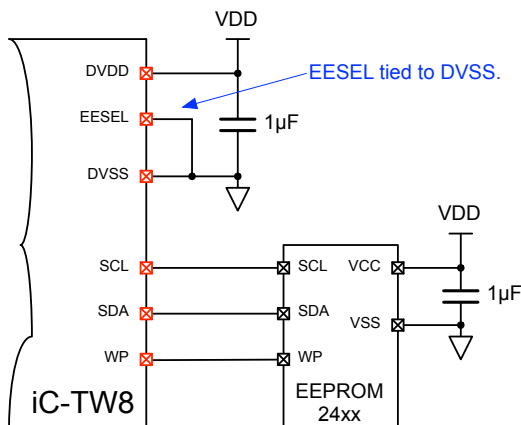 VDD
DVDD
EESEL tied to DVSS.
EESEL
1µF
DVSS
VDD
SCL
SCL
VCC
1µF
SDA
SDA
VSS
WP
WP
iC-TW8
EEPROM
24xx